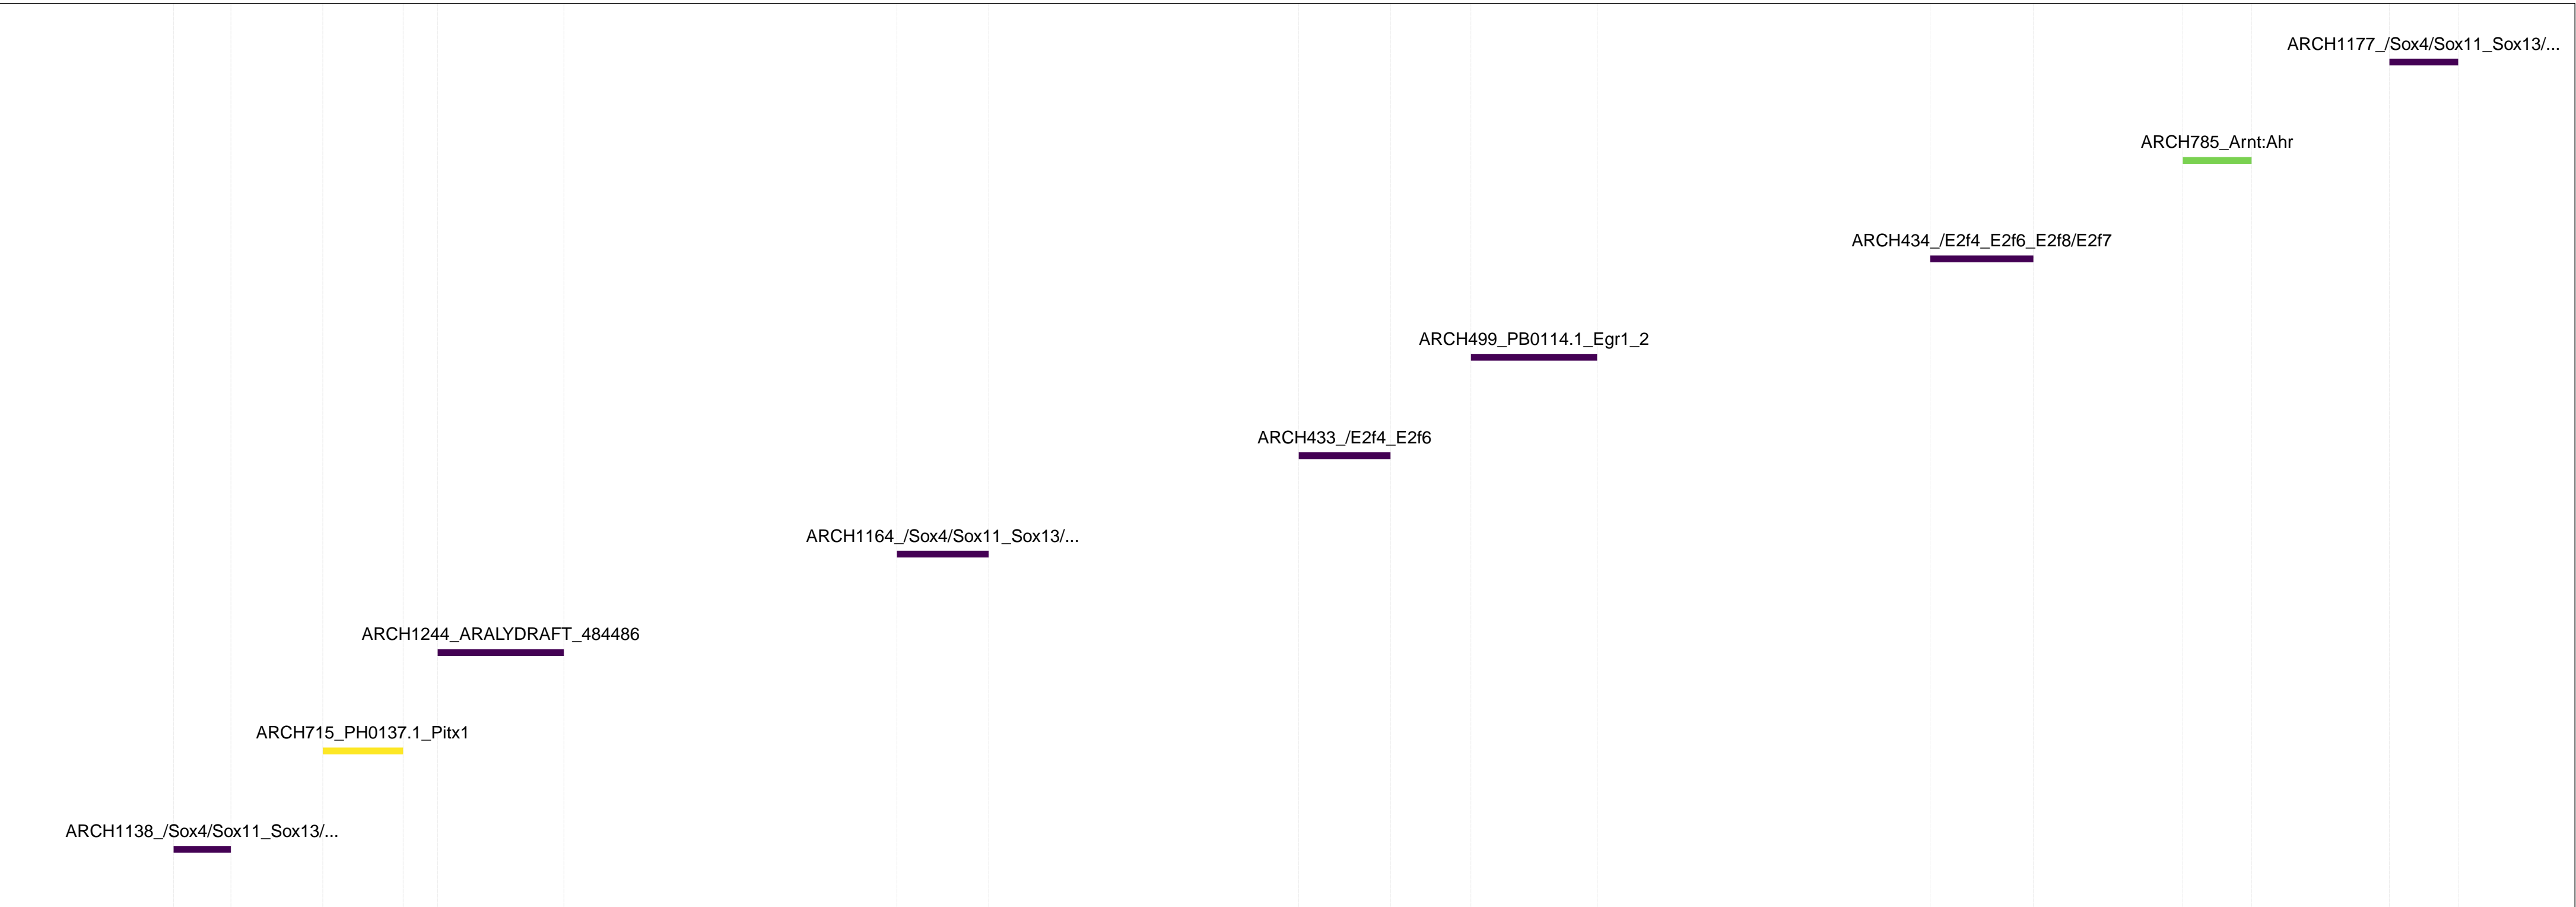 ARCH1177_/Sox4/Sox11_Sox13/...
ARCH785_Arnt:Ahr
ARCH434_/E2f4_E2f6_E2f8/E2f7
ARCH499_PB0114.1_Egr1_2
ARCH433_/E2f4_E2f6
ARCH1164_/Sox4/Sox11_Sox13/...
ARCH1244_ARALYDRAFT_484486
ARCH715_PH0137.1_Pitx1
ARCH1138_/Sox4/Sox11_Sox13/...